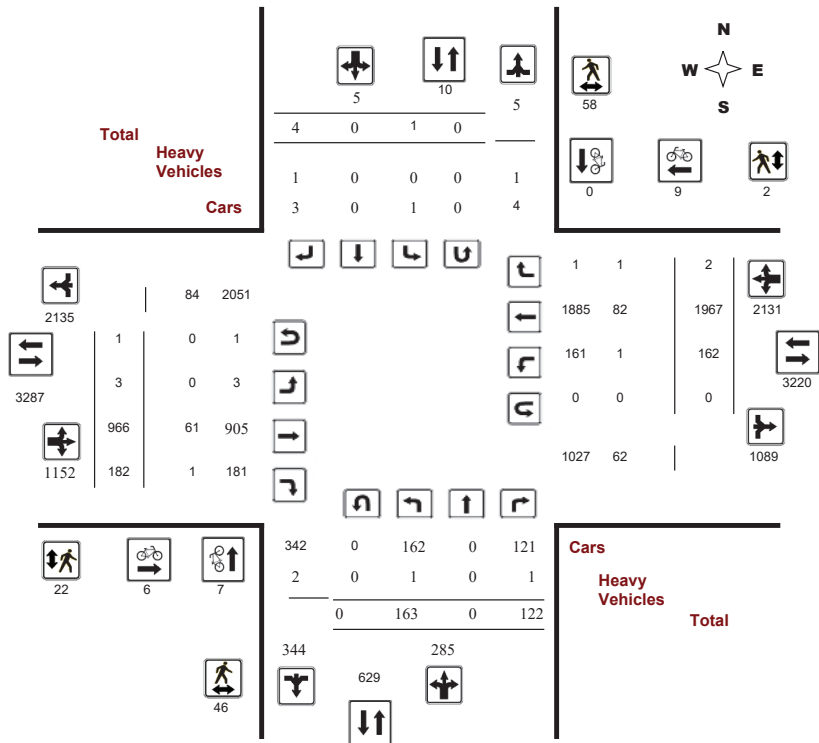 N
W E
S
5 10 5 58
4 0 1 0
Total
Heavy
Vehicles
1 0 0 0 1
0 9 2
Cars
3 0 1 0 4
84 2051
2135
1 1 2
1885 82 1967 2131
1 0 1
161 1 162
3 0 3
3287
3220
0 0 0
966 61 905
1152
182 1 181
1027 62 1089
342 0 162 0 121
Cars
2 0 1 0 1
Heavy
Vehicles
22 6 7
0 163 0 122
Total
344 285
629
46